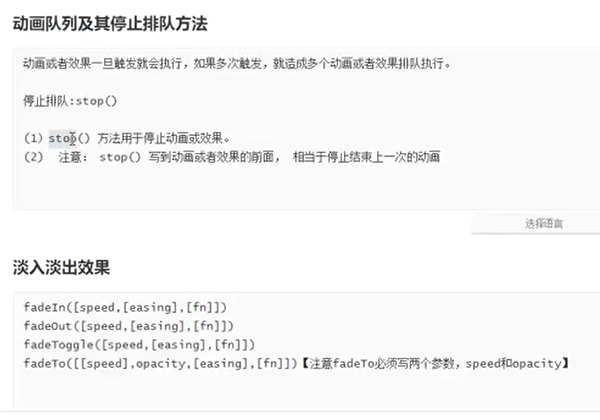 动画队列及其停止排队方法
动画或者效果一旦触发就会执行，如果多次触发，就造成多个动画或者效果排队执行。
停止排队:stop()
(1) stop() 方法用于停止动画或效果。
(2) 注意： stop() 写到动画或者效果的前面， 相当于停止结束上一次的动画
选择语言
淡入淡出效果
fadeIn([speed,[easing],[fn]])
fadeOut([speed,[easing],[fn]])
fadeToggle([speed,[easing],[fn]])
fadeTo([[speed],opacity,[easing],[fn]])【注意fadeTo必须写两个参数，speed和opacity】